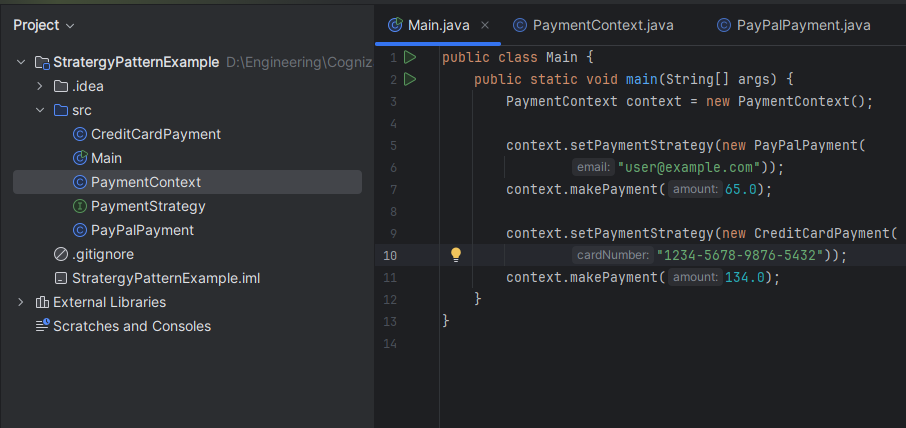 Project
StratergyPatternExample D:\Engineering\Cogniz
.idea
src
CreditCardPayment
Main
PaymentContext
PaymentStrategy
PayPalPayment
.gitignore
StratergyPatternExample.iml
External Libraries
Scratches and Consoles
Main.java × PaymentContext.java PayPalPayment.java
1 public class Main {
2 public static void main(String[] args) {
3 PaymentContext context = new PaymentContext();
4
5 context.setPaymentStrategy(new PayPalPayment(
6 email: "user@example.com"));
7 context.makePayment( amount: 65.0);
8
9 context.setPaymentStrategy(new CreditCardPayment(
10 cardNumber: "1234-5678-9876-5432"));
11 context.makePayment( amount: 134.0);
12 }
13 }
14